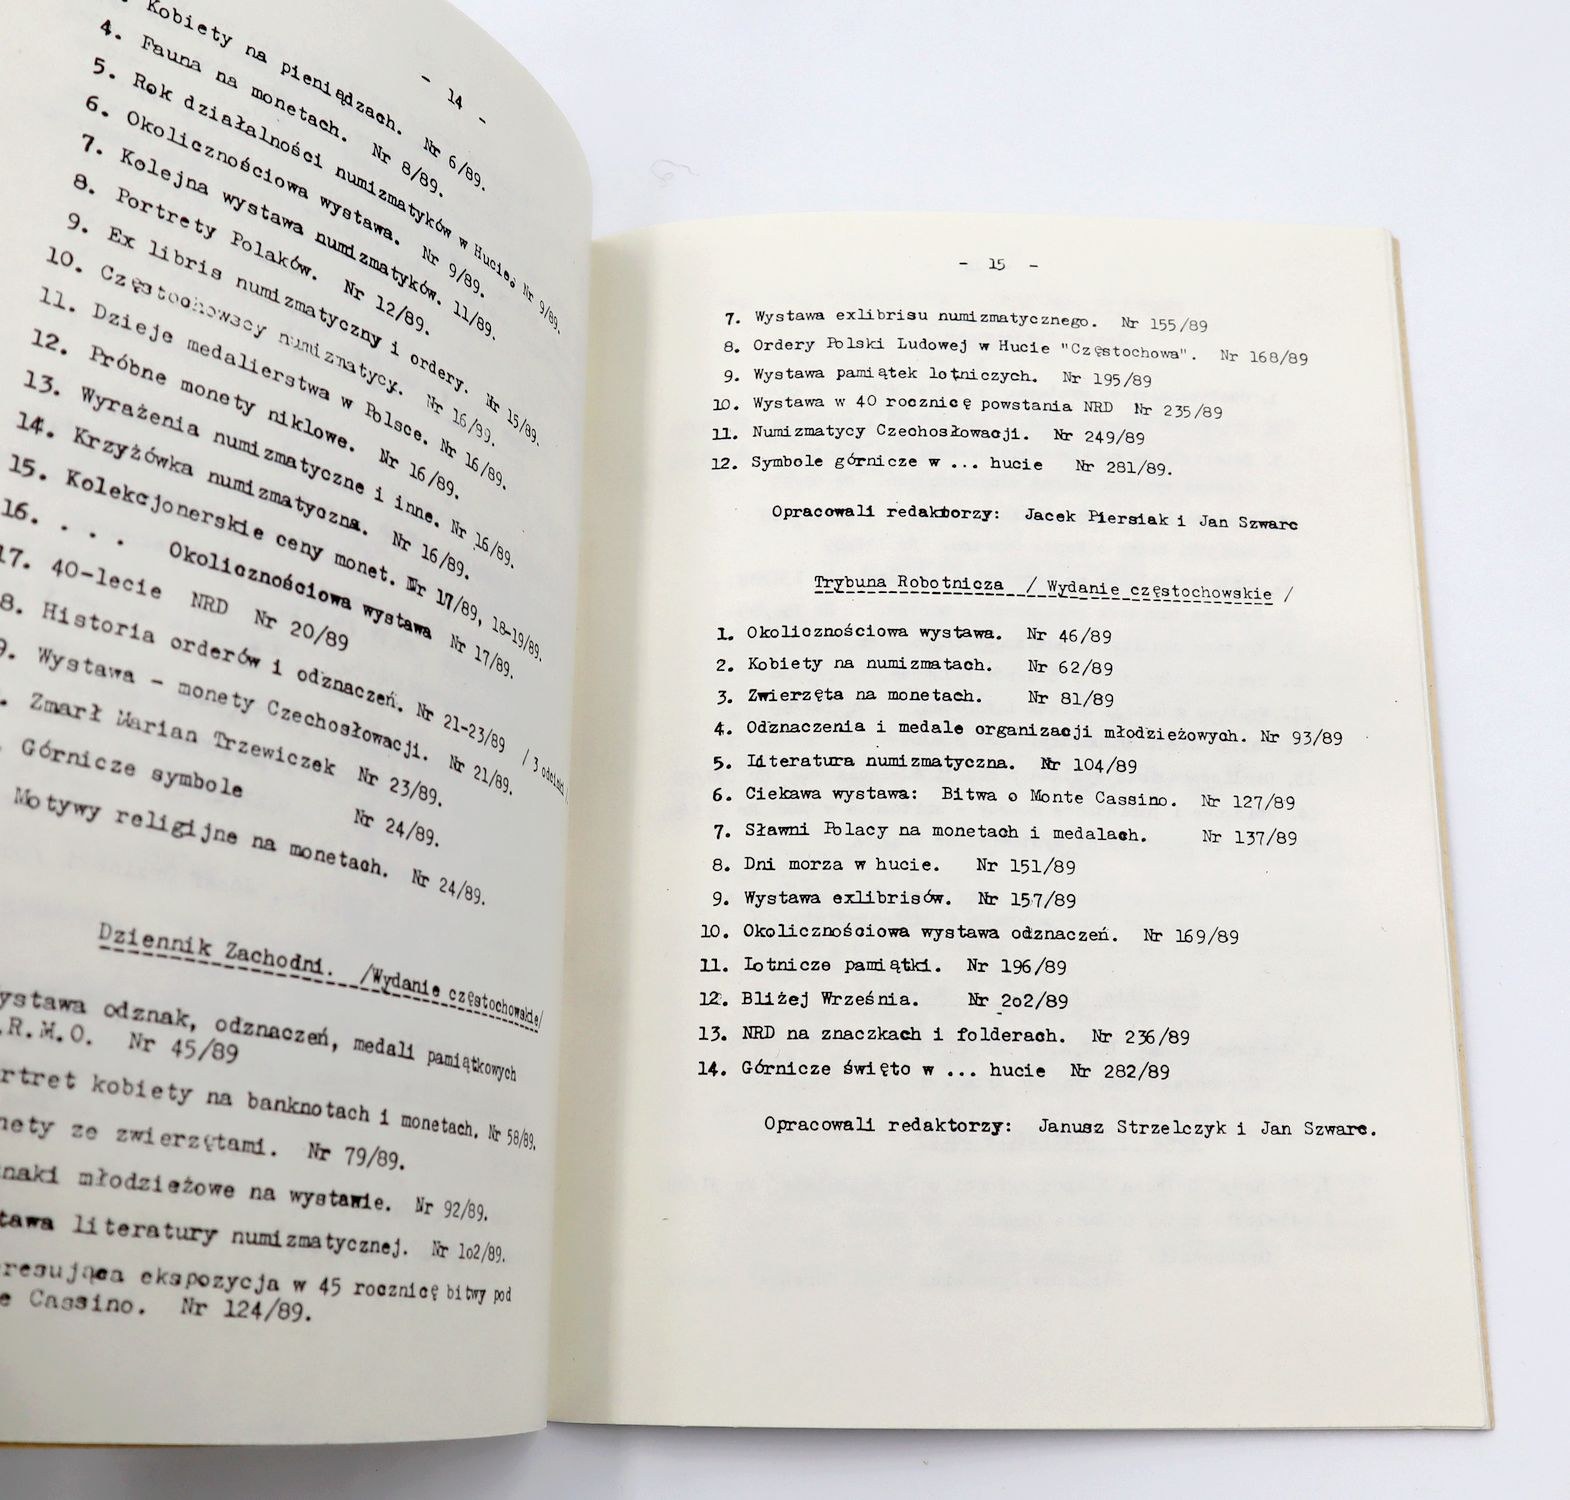 - 14 -
Kobiety na pieniądzach. Nr 6/89.
4. Fauna na monetach. Nr 8/89.
5. Rok działalności numizmatyków w Hucie. Nr 9/89.
6. Okolicznościowa wystawa. Nr 9/89.
7. Kolejna wystawa numizmatyków. 11/89.
8. Portrety Polaków. Nr 12/89.
9. Ex libris numizmatyczny i ordery. Nr 15/89.
10. Częstochowscy numizmatycy. Nr 16/89.
11. Dzieje medalierstwa w Polsce. Nr 16/89.
12. Próbne monety niklowe. Nr 16/89.
13. Wyrażenia numizmatyczne i inne. Nr 16/89.
14. Krzyżówka numizmatyczna. Nr 16/89.
15. Kolekcjonerskie ceny monet. Nr 17/89, 18-19/89.
16. . . . Okolicznościowa wystawa Nr 17/89.
17. 40-lecie NRD Nr 20/89
8. Historia orderów i odznaczeń. Nr 21-23/89 / 3 odcinki
9. Wystawa - monety Czechosłowacji. Nr 21/89.
. Zmarł Marian Trzewiczek Nr 23/89.
. Górnicze symbole Nr 24/89.
Motywy religijne na monetach. Nr 24/89.
Dziennik Zachodni. /Wydanie częstochowskie/
ystawa odznak, odznaczeń, medali pamiątkowych
.R.M.O. Nr 45/89
rtret kobiety na banknotach i monetach. Nr 58/89.
nety ze zwierzętami. Nr 79/89.
naki młodzieżowe na wystawie. Nr 92/89.
tawa literatury numizmatycznej. Nr 1o2/89.
resująca ekspozycja w 45 rocznicę bitwy pod
e Cassino. Nr 124/89.
- 15 -
7. Wystawa exlibrisu numizmatycznego. Nr 155/89
8. Ordery Polski Ludowej w Hucie "Częstochowa". Nr 168/89
9. Wystawa pamiątek lotniczych. Nr 195/89
10. Wystawa w 40 rocznicę powstania NRD Nr 235/89
11. Numizmatycy Czechosłowacji. Nr 249/89
12. Symbole górnicze w ... hucie Nr 281/89.
Opracowali redaktorzy: Jacek Piersiak i Jan Szwarc
Trybuna Robotnicza / Wydanie częstochowskie /
1. Okolicznościowa wystawa. Nr 46/89
2. Kobiety na numizmatach. Nr 62/89
3. Zwierzęta na monetach. Nr 81/89
4. Odznaczenia i medale organizacji młodzieżowych. Nr 93/89
5. Literatura numizmatyczna. Nr 104/89
6. Ciekawa wystawa: Bitwa o Monte Cassino. Nr 127/89
7. Sławni Polacy na monetach i medalach. Nr 137/89
8. Dni morza w hucie. Nr 151/89
9. Wystawa exlibrisów. Nr 157/89
10. Okolicznościowa wystawa odznaczeń. Nr 169/89
11. Lotnicze pamiątki. Nr 196/89
12. Bliżej Września. Nr 2o2/89
13. NRD na znaczkach i folderach. Nr 236/89
14. Górnicze święto w ... hucie Nr 282/89
Opracowali redaktorzy: Janusz Strzelczyk i Jan Szwarc.